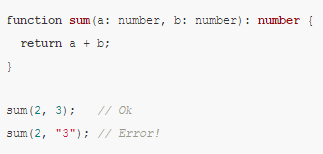 function sum(a: number, b: number): number {
  return a + b;
}

sum(2, 3);   // Ok
sum(2, "3"); // Error!